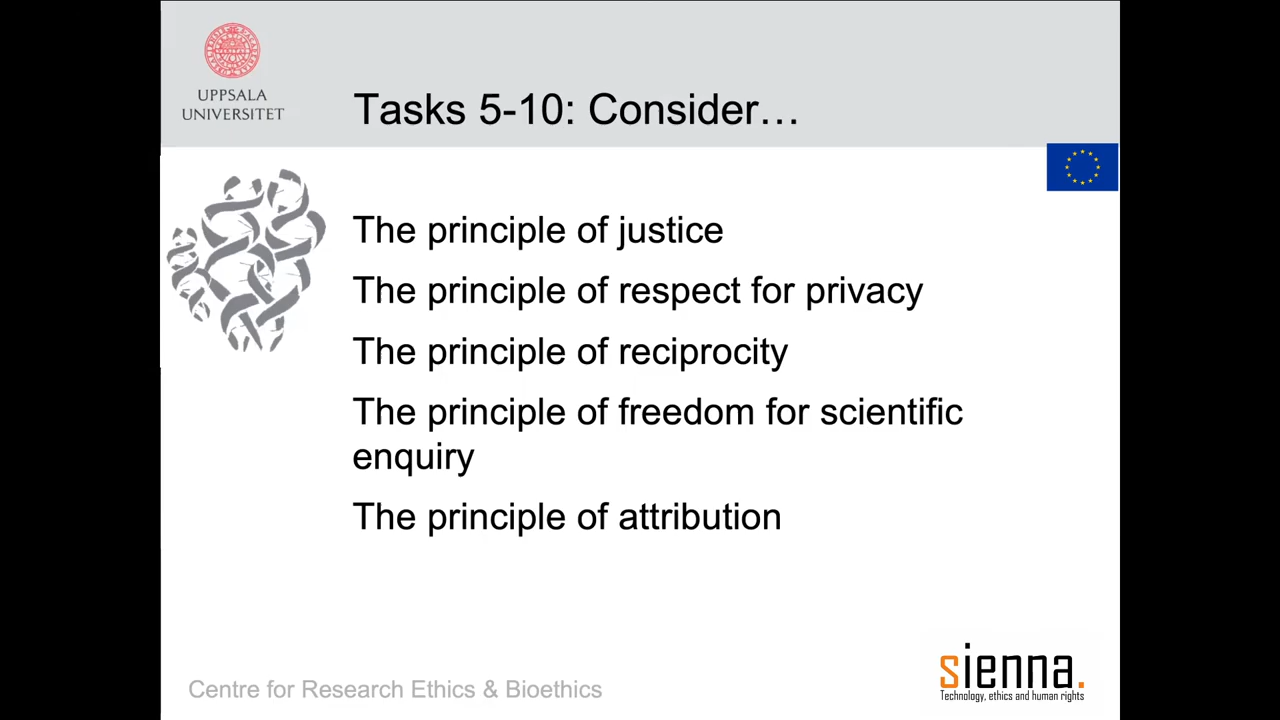 UPPSALA
UNIVERSITET
Tasks 5-10: Consider…
The principle of justice
The principle of respect for privacy
The principle of reciprocity
The principle of freedom for scientific
enquiry
The principle of attribution
Centre for Research Ethics & Bioethics
sienna.
Technology, ethics and human rights